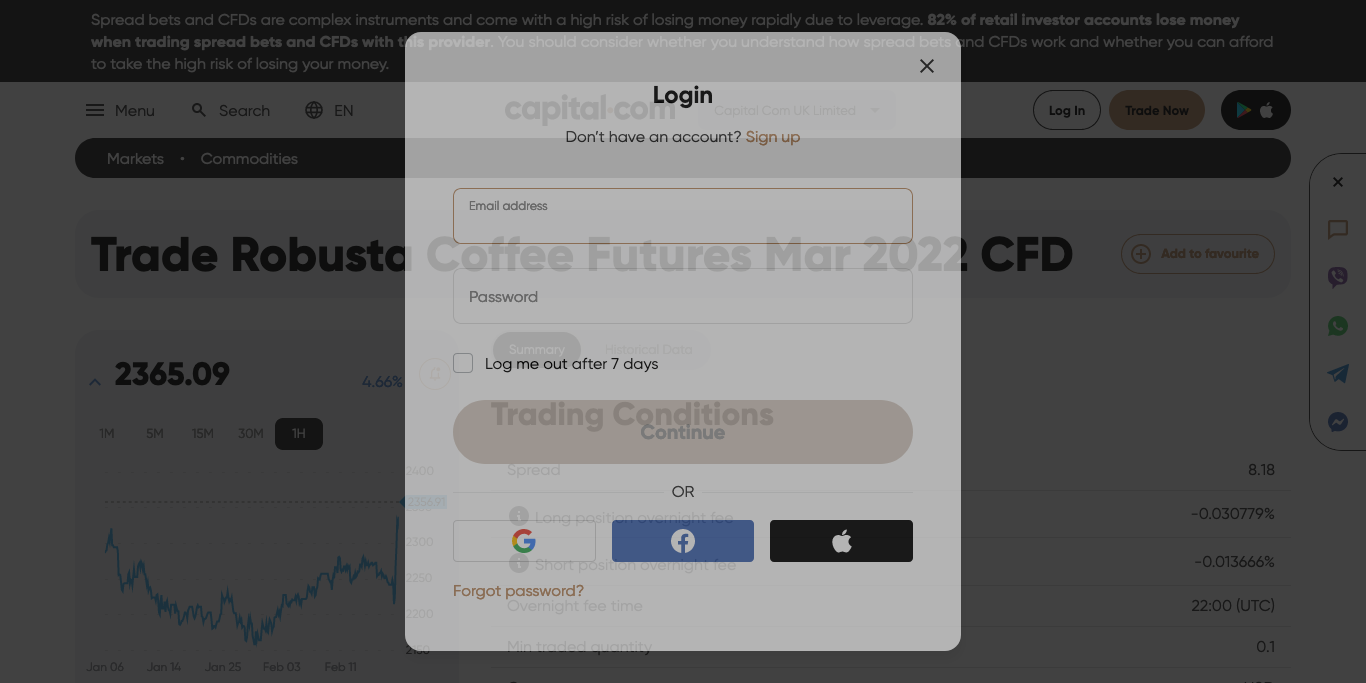 Spread bets and CFDs are complex instruments and come with a high risk of losing money rapidly due to leverage. 82% of retail investor accounts lose money
when trading spread bets and CFDs with this provider. You should consider whether you understand how spread bets and CFDs work and whether you can afford
to take the high risk of losing your money.
Menu
Search
EN
capital.com
Capital Com UK Limited
Log In
Trade Now
Markets • Commodities
Login
Don't have an account? Sign up
Email address
Password
Log me out after 7 days
Continue
OR
Forgot password?
Trade Robusta Coffee Futures Mar 2022 CFD
Add to favourite
2365.09
4.66%
1M
5M
15M
30M
1H
2400
2300
2250
2200
2150
Jan 06
Jan 14
Jan 25
Feb 03
Feb 11
Summary
Historical Data
Trading Conditions
Spread
8.18
Long position overnight fee
-0.030779%
Short position overnight fee
-0.013666%
Overnight fee time
22:00 (UTC)
Min traded quantity
0.1